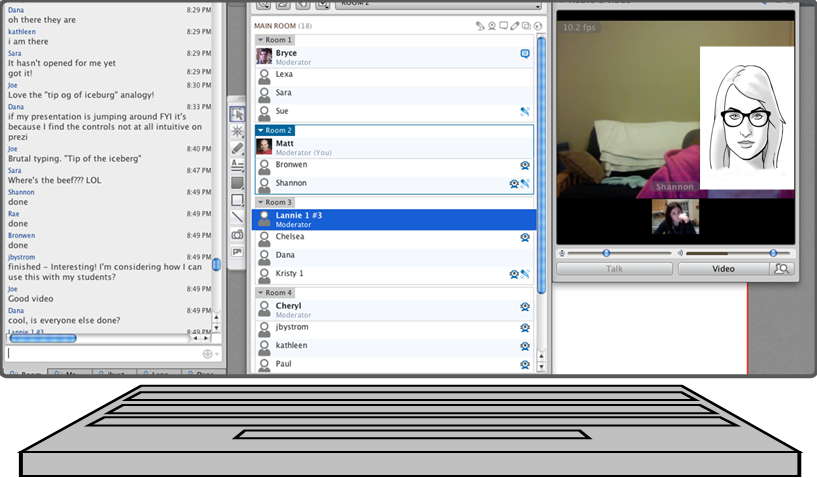 Dana 8:29 PM
oh there they are
kathleen 8:29 PM
i am there
Sara 8:29 PM
It hasn't opened for me yet
got it! 8:29 PM
Joe 8:30 PM
Love the "tip og of iceburg" analogy!
Dana 8:33 PM
if my presentation is jumping around FYI it's
because I find the controls not at all intuitive on
prezi
Joe 8:40 PM
Brutal typing. "Tip of the iceberg"
Sara 8:47 PM
Where's the beef??? LOL
Shannon 8:49 PM
done
Rae 8:49 PM
done
Bronwen 8:49 PM
done
jbystrom 8:49 PM
finished - Interesting! I'm considering how I can
use this with my students?
Joe 8:49 PM
Good video
Dana 8:49 PM
cool, is everyone else done?
Lannie 1 #3 8:49 PM
Room
Dana
ROOM 2
MAIN ROOM (18)
Room 1
Bryce
Moderator
Lexa
Sara
Sue
Room 2
Matt
Moderator (You)
Bronwen
Shannon
Room 3
Lannie 1 #3
Moderator
Chelsea
Dana
Kristy 1
Room 4
Cheryl
Moderator
jbystrom
kathleen
Paul
10.2 fps
Shannon
Talk
Video